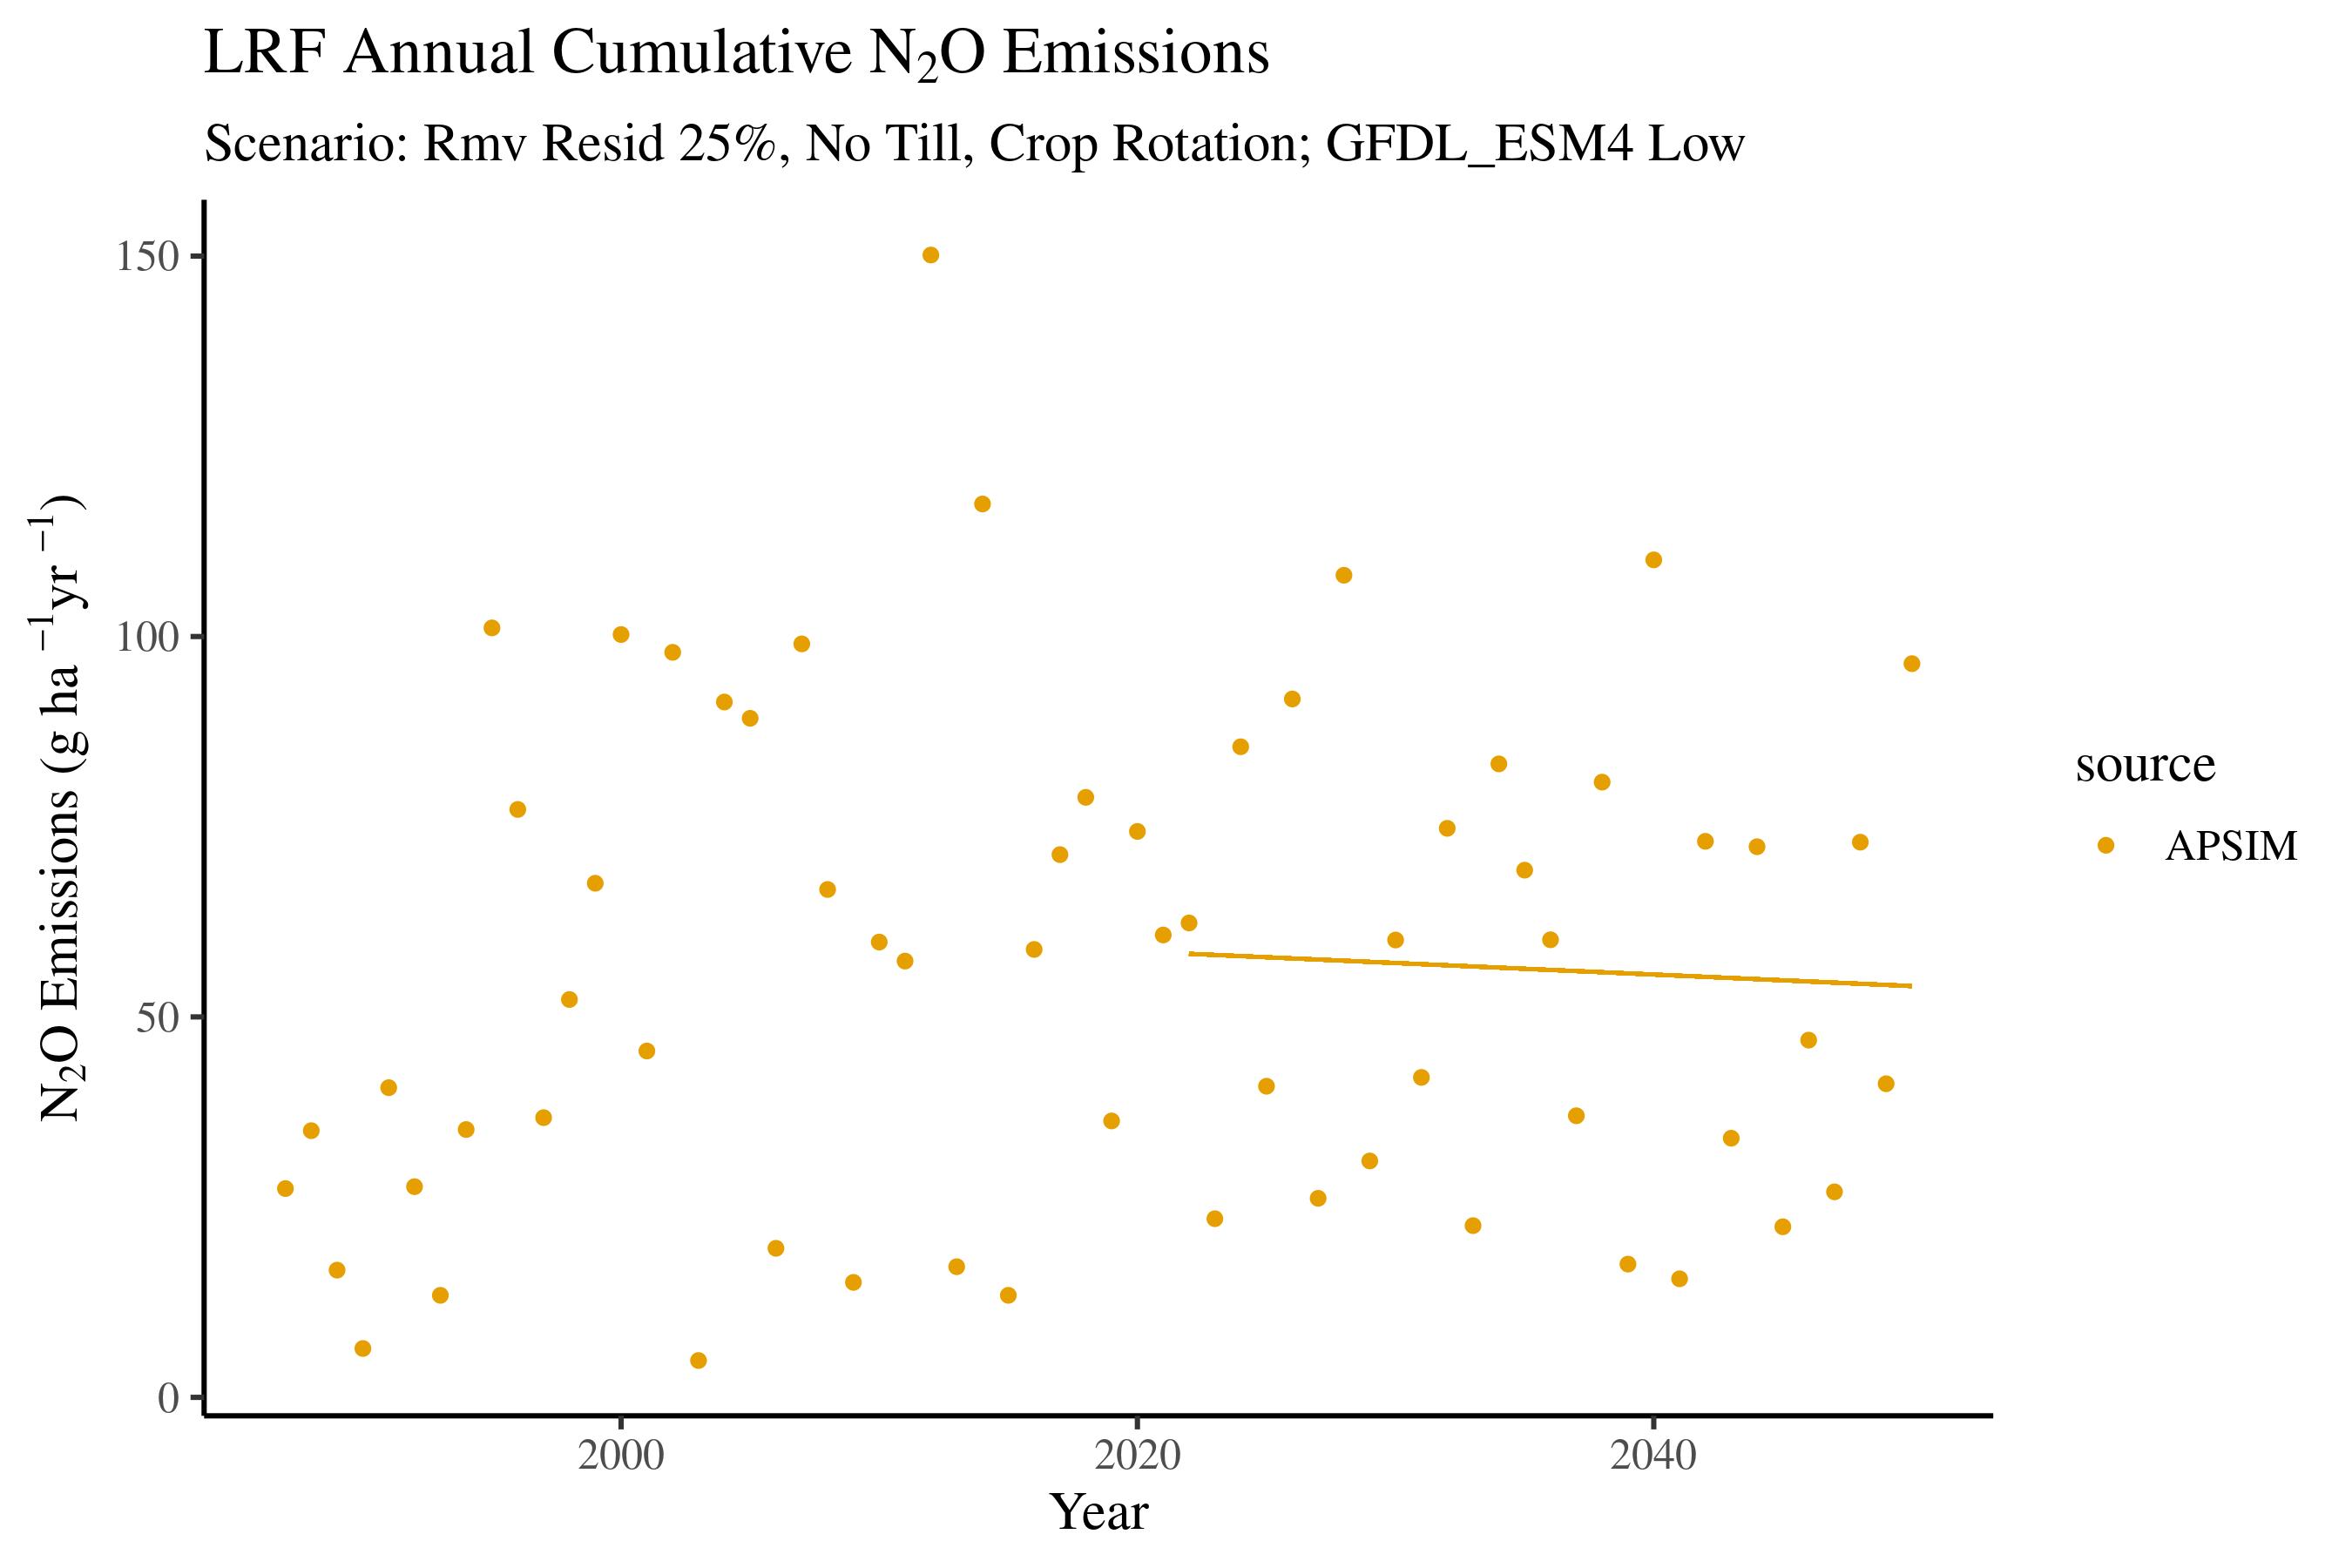 LRF Annual Cumulative N₂O Emissions
Scenario: Rmv Resid 25%, No Till, Crop Rotation; GFDL_ESM4 Low
N₂O Emissions (g ha⁻¹yr⁻¹)
150
100
50
0
2000
2020
2040
Year
source
APSIM